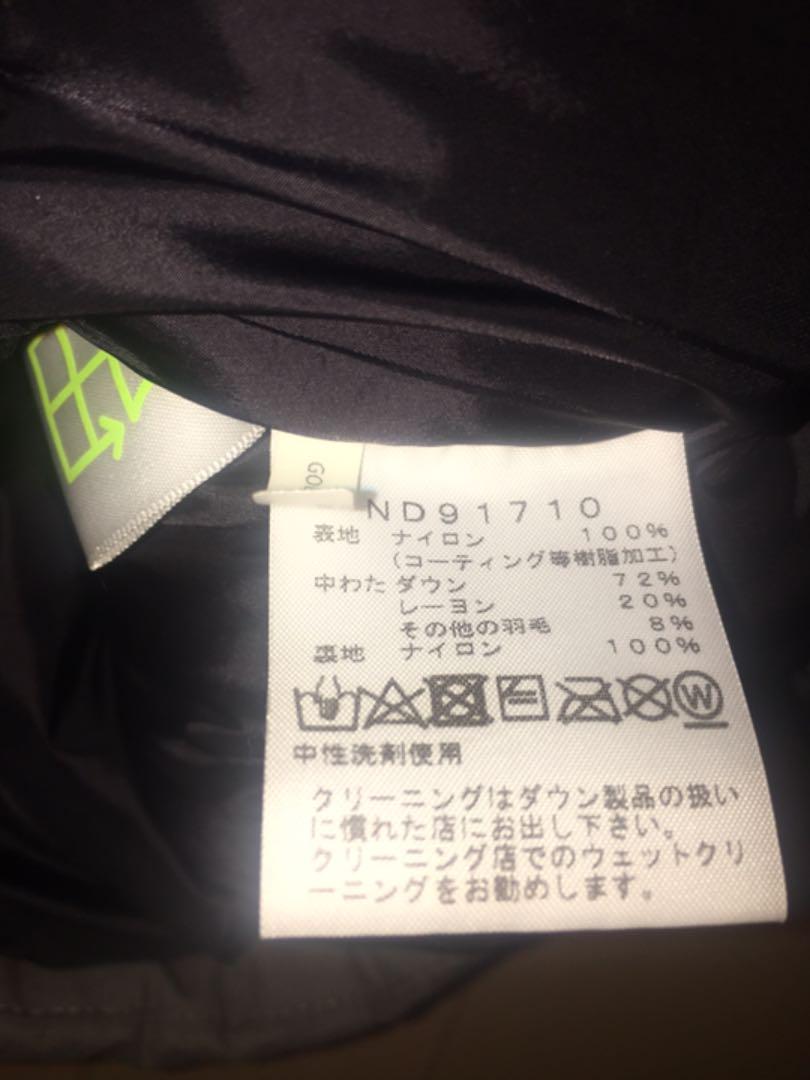 GO
ND91710
表地 ナイロン 100%
(コーティング等樹脂加工)
中わた ダウン 72%
レーヨン 20%
その他の羽毛 8%
裏地 ナイロン 100%
W
中性洗剤使用
クリーニングはダウン製品の扱い
に慣れた店にお出し下さい。
クリーニング店でのウェットクリ
ーニングをお勧めします。